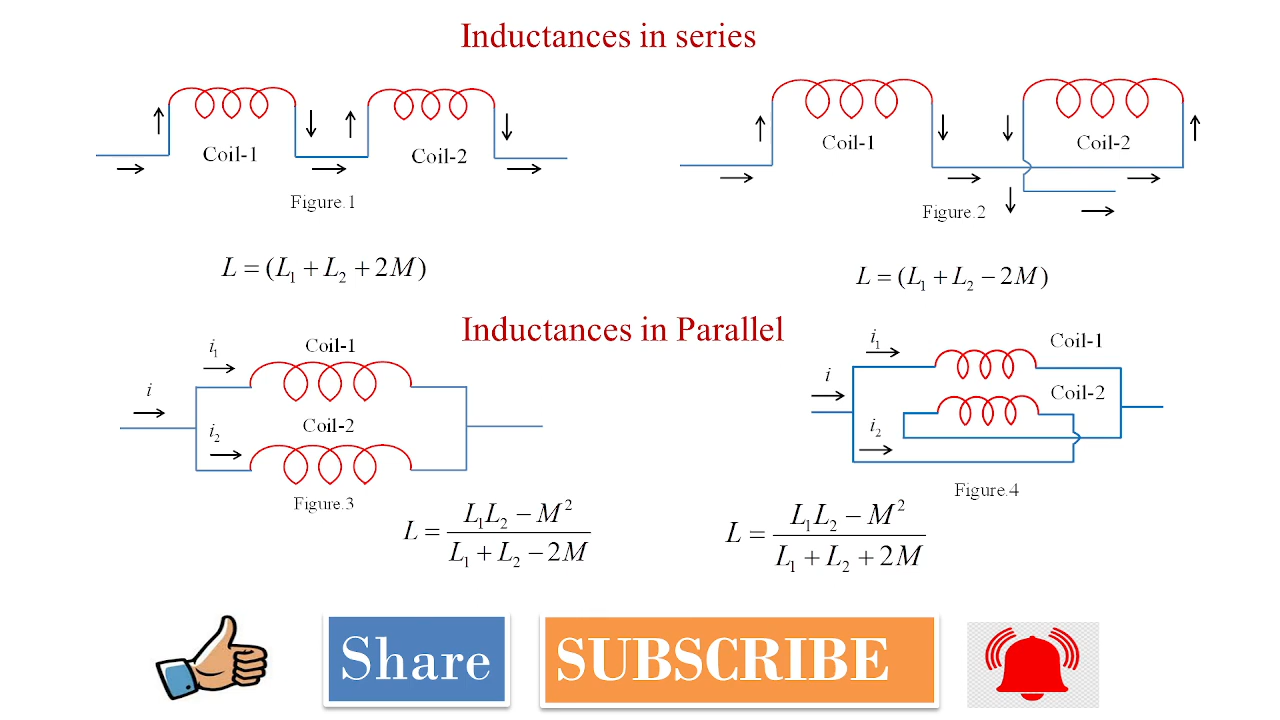 Inductances in series
Coil-1
Coil-2
Figure.1
Coil-1
Coil-2
Figure.2
L = (L₁ + L₂ + 2M)
L = (L₁ + L₂ − 2M)
Inductances in Parallel
i₁
Coil-1
i
Coil-2
i₂
Figure.3
i₁
Coil-1
i
Coil-2
i₂
Figure.4
L = (L₁L₂ − M²) / (L₁ + L₂ − 2M)
L = (L₁L₂ − M²) / (L₁ + L₂ + 2M)
Share
SUBSCRIBE